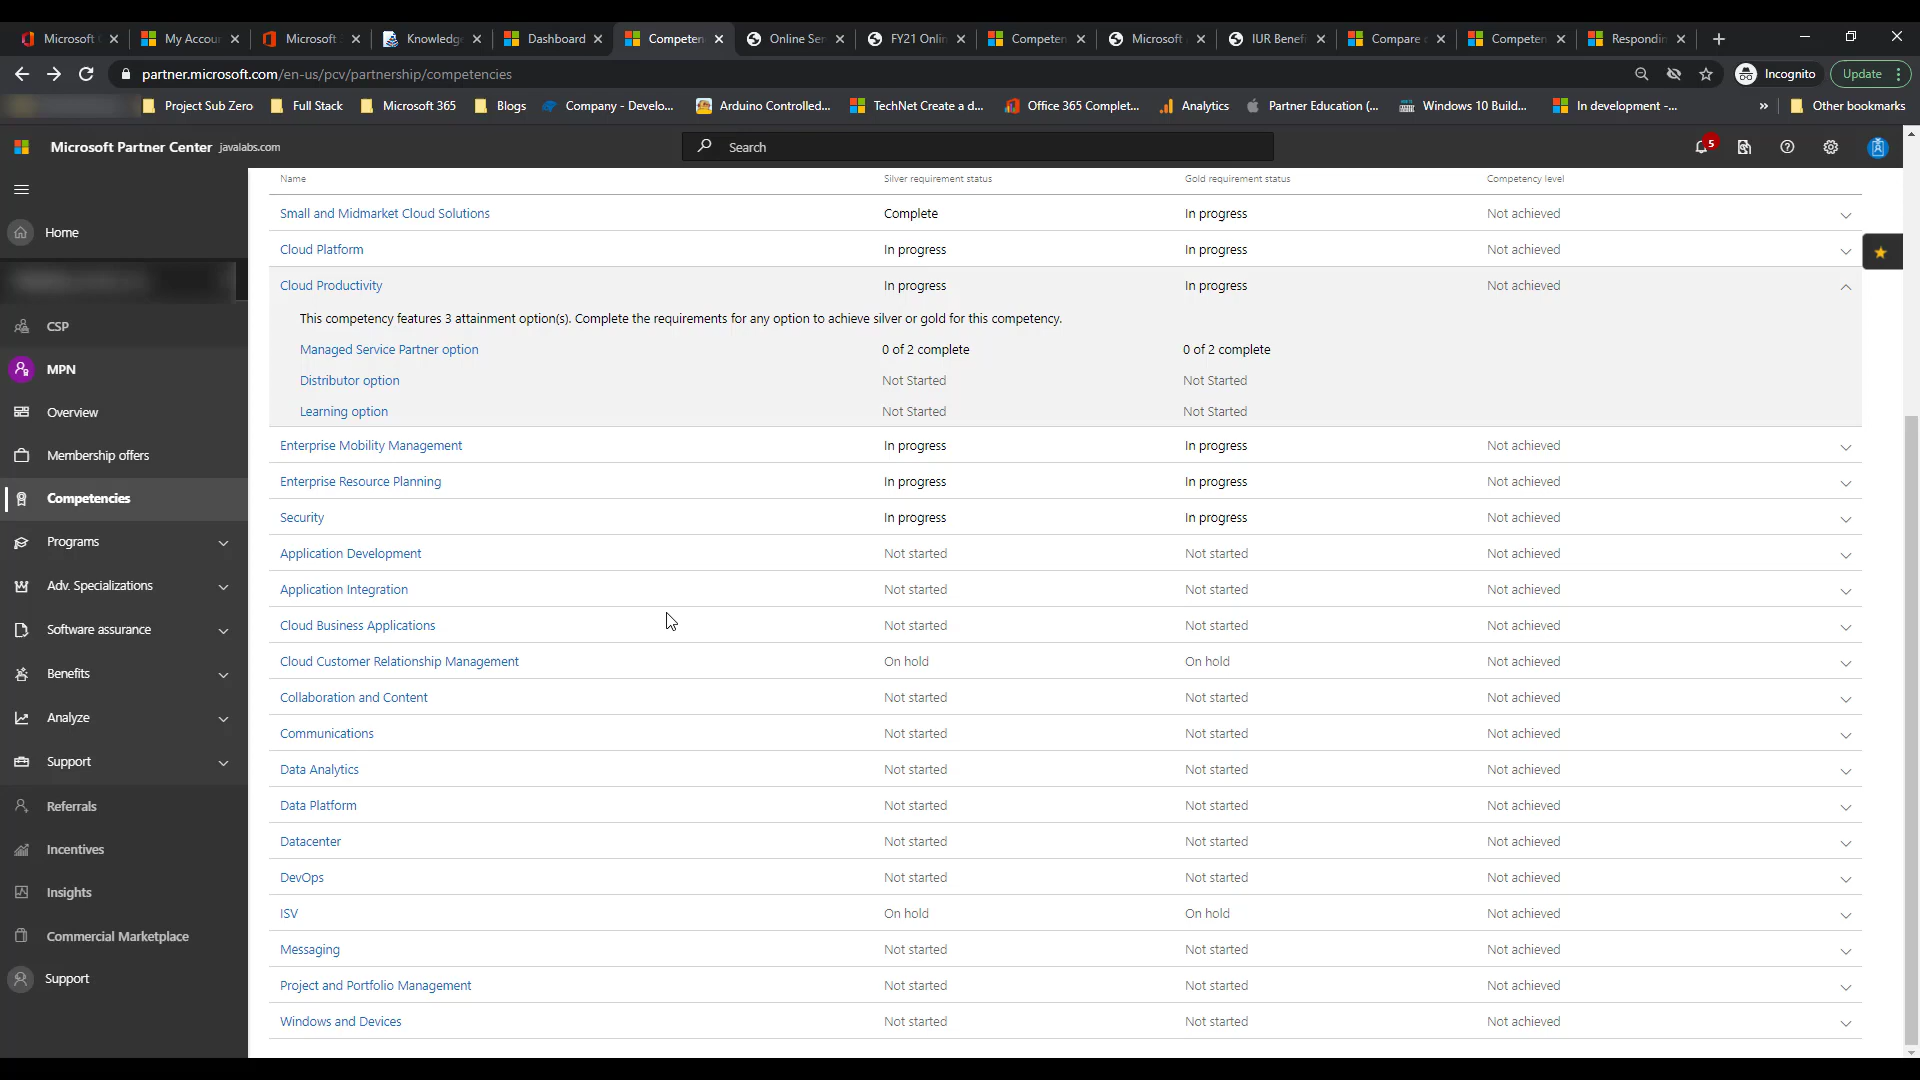 Microsoft
My Accou
Microsoft
Knowledge
Dashboard
Competen
Online Ser
FY21 Onli
Competen
Microsoft
IUR Benefi
Compare
Competen
Respondin
partner.microsoft.com/en-us/pcv/partnership/competencies
Incognito
Update
Project Sub Zero
Full Stack
Microsoft 365
Blogs
Company - Develo...
Arduino Controlled...
TechNet Create a d...
Office 365 Complet...
Analytics
Partner Education (...
Windows 10 Build...
In development -...
»
Other bookmarks
Microsoft Partner Center javalabs.com
Search
5
Home
CSP
MPN
Overview
Membership offers
Competencies
Programs
Adv. Specializations
Software assurance
Benefits
Analyze
Support
Referrals
Incentives
Insights
Commercial Marketplace
Support
Name Silver requirement status Gold requirement status Competency level
Small and Midmarket Cloud Solutions Complete In progress Not achieved
Cloud Platform In progress In progress Not achieved
Cloud Productivity In progress In progress Not achieved
This competency features 3 attainment option(s). Complete the requirements for any option to achieve silver or gold for this competency.
Managed Service Partner option 0 of 2 complete 0 of 2 complete
Distributor option Not Started Not Started
Learning option Not Started Not Started
Enterprise Mobility Management In progress In progress Not achieved
Enterprise Resource Planning In progress In progress Not achieved
Security In progress In progress Not achieved
Application Development Not started Not started Not achieved
Application Integration Not started Not started Not achieved
Cloud Business Applications Not started Not started Not achieved
Cloud Customer Relationship Management On hold On hold Not achieved
Collaboration and Content Not started Not started Not achieved
Communications Not started Not started Not achieved
Data Analytics Not started Not started Not achieved
Data Platform Not started Not started Not achieved
Datacenter Not started Not started Not achieved
DevOps Not started Not started Not achieved
ISV On hold On hold Not achieved
Messaging Not started Not started Not achieved
Project and Portfolio Management Not started Not started Not achieved
Windows and Devices Not started Not started Not achieved